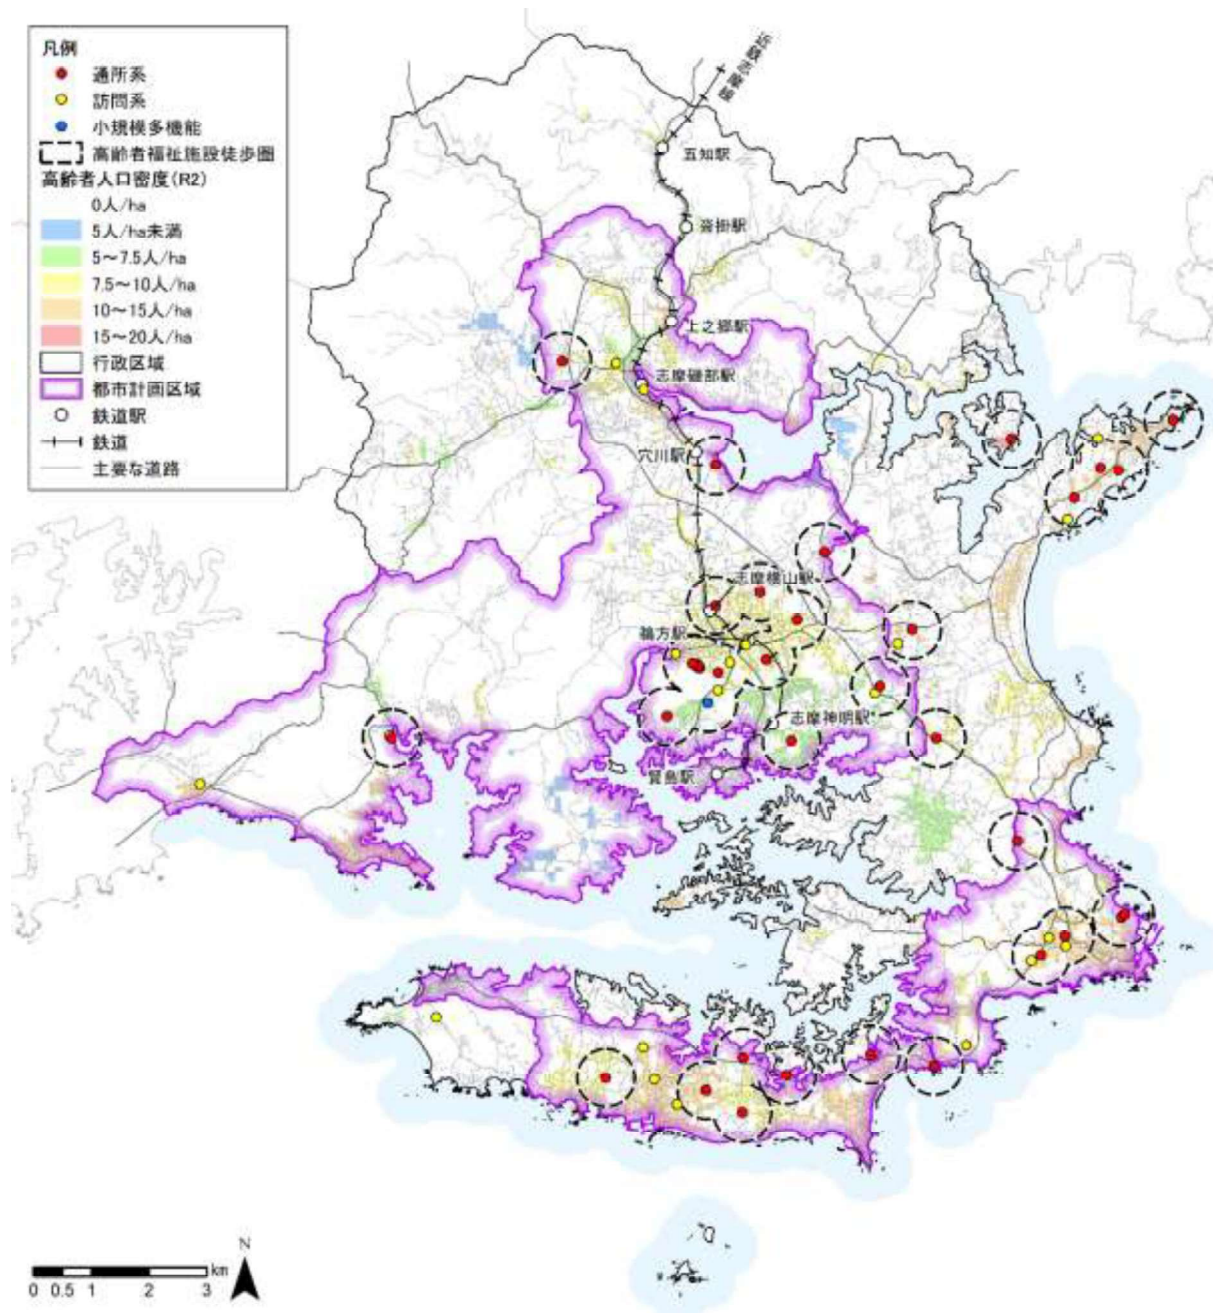 凡例
通所系
訪問系
小規模多機能
高齢者福祉施設徒歩圏
高齢者人口密度(R2)
0人/ha
5人/ha未満
5～7.5人/ha
7.5～10人/ha
10～15人/ha
15～20人/ha
行政区域
都市計画区域
鉄道駅
鉄道
主要な道路
近鉄志摩線
五知駅
沓掛駅
上之郷駅
志摩磯部駅
穴川駅
志摩横山駅
鵜方駅
志摩神明駅
賢島駅
N
km
0 0.5 1 2 3